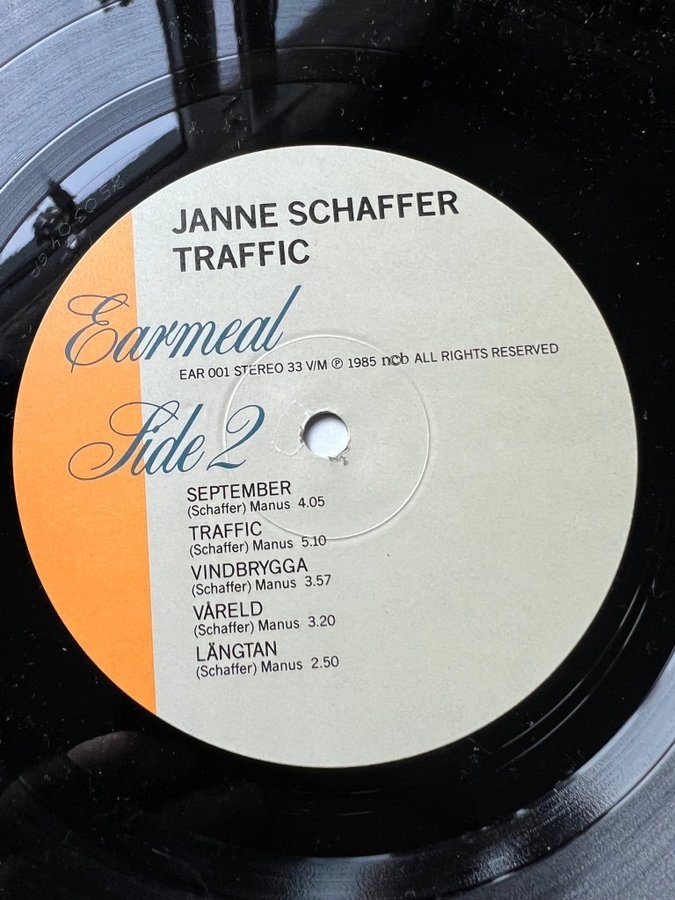 JANNE SCHAFFER
TRAFFIC
Earmeal
EAR 001 STEREO 33 V/M ℗ 1985 ncb ALL RIGHTS RESERVED
Side 2
SEPTEMBER
(Schaffer) Manus 4.05
TRAFFIC
(Schaffer) Manus 5.10
VINDBRYGGA
(Schaffer) Manus 3.57
VÅRELD
(Schaffer) Manus 3.20
LÄNGTAN
(Schaffer) Manus 2.50